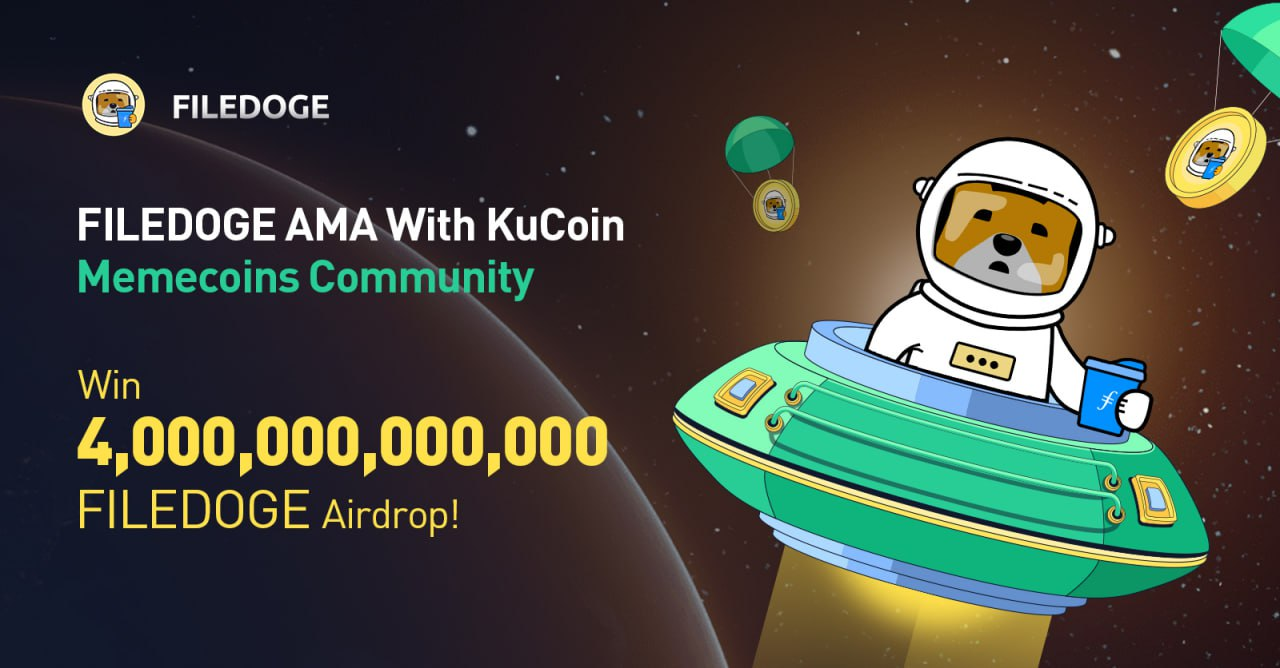 FILEDOGE
FILEDOGE AMA With KuCoin
Memecoins Community
Win
4,000,000,000,000
FILEDOGE Airdrop!